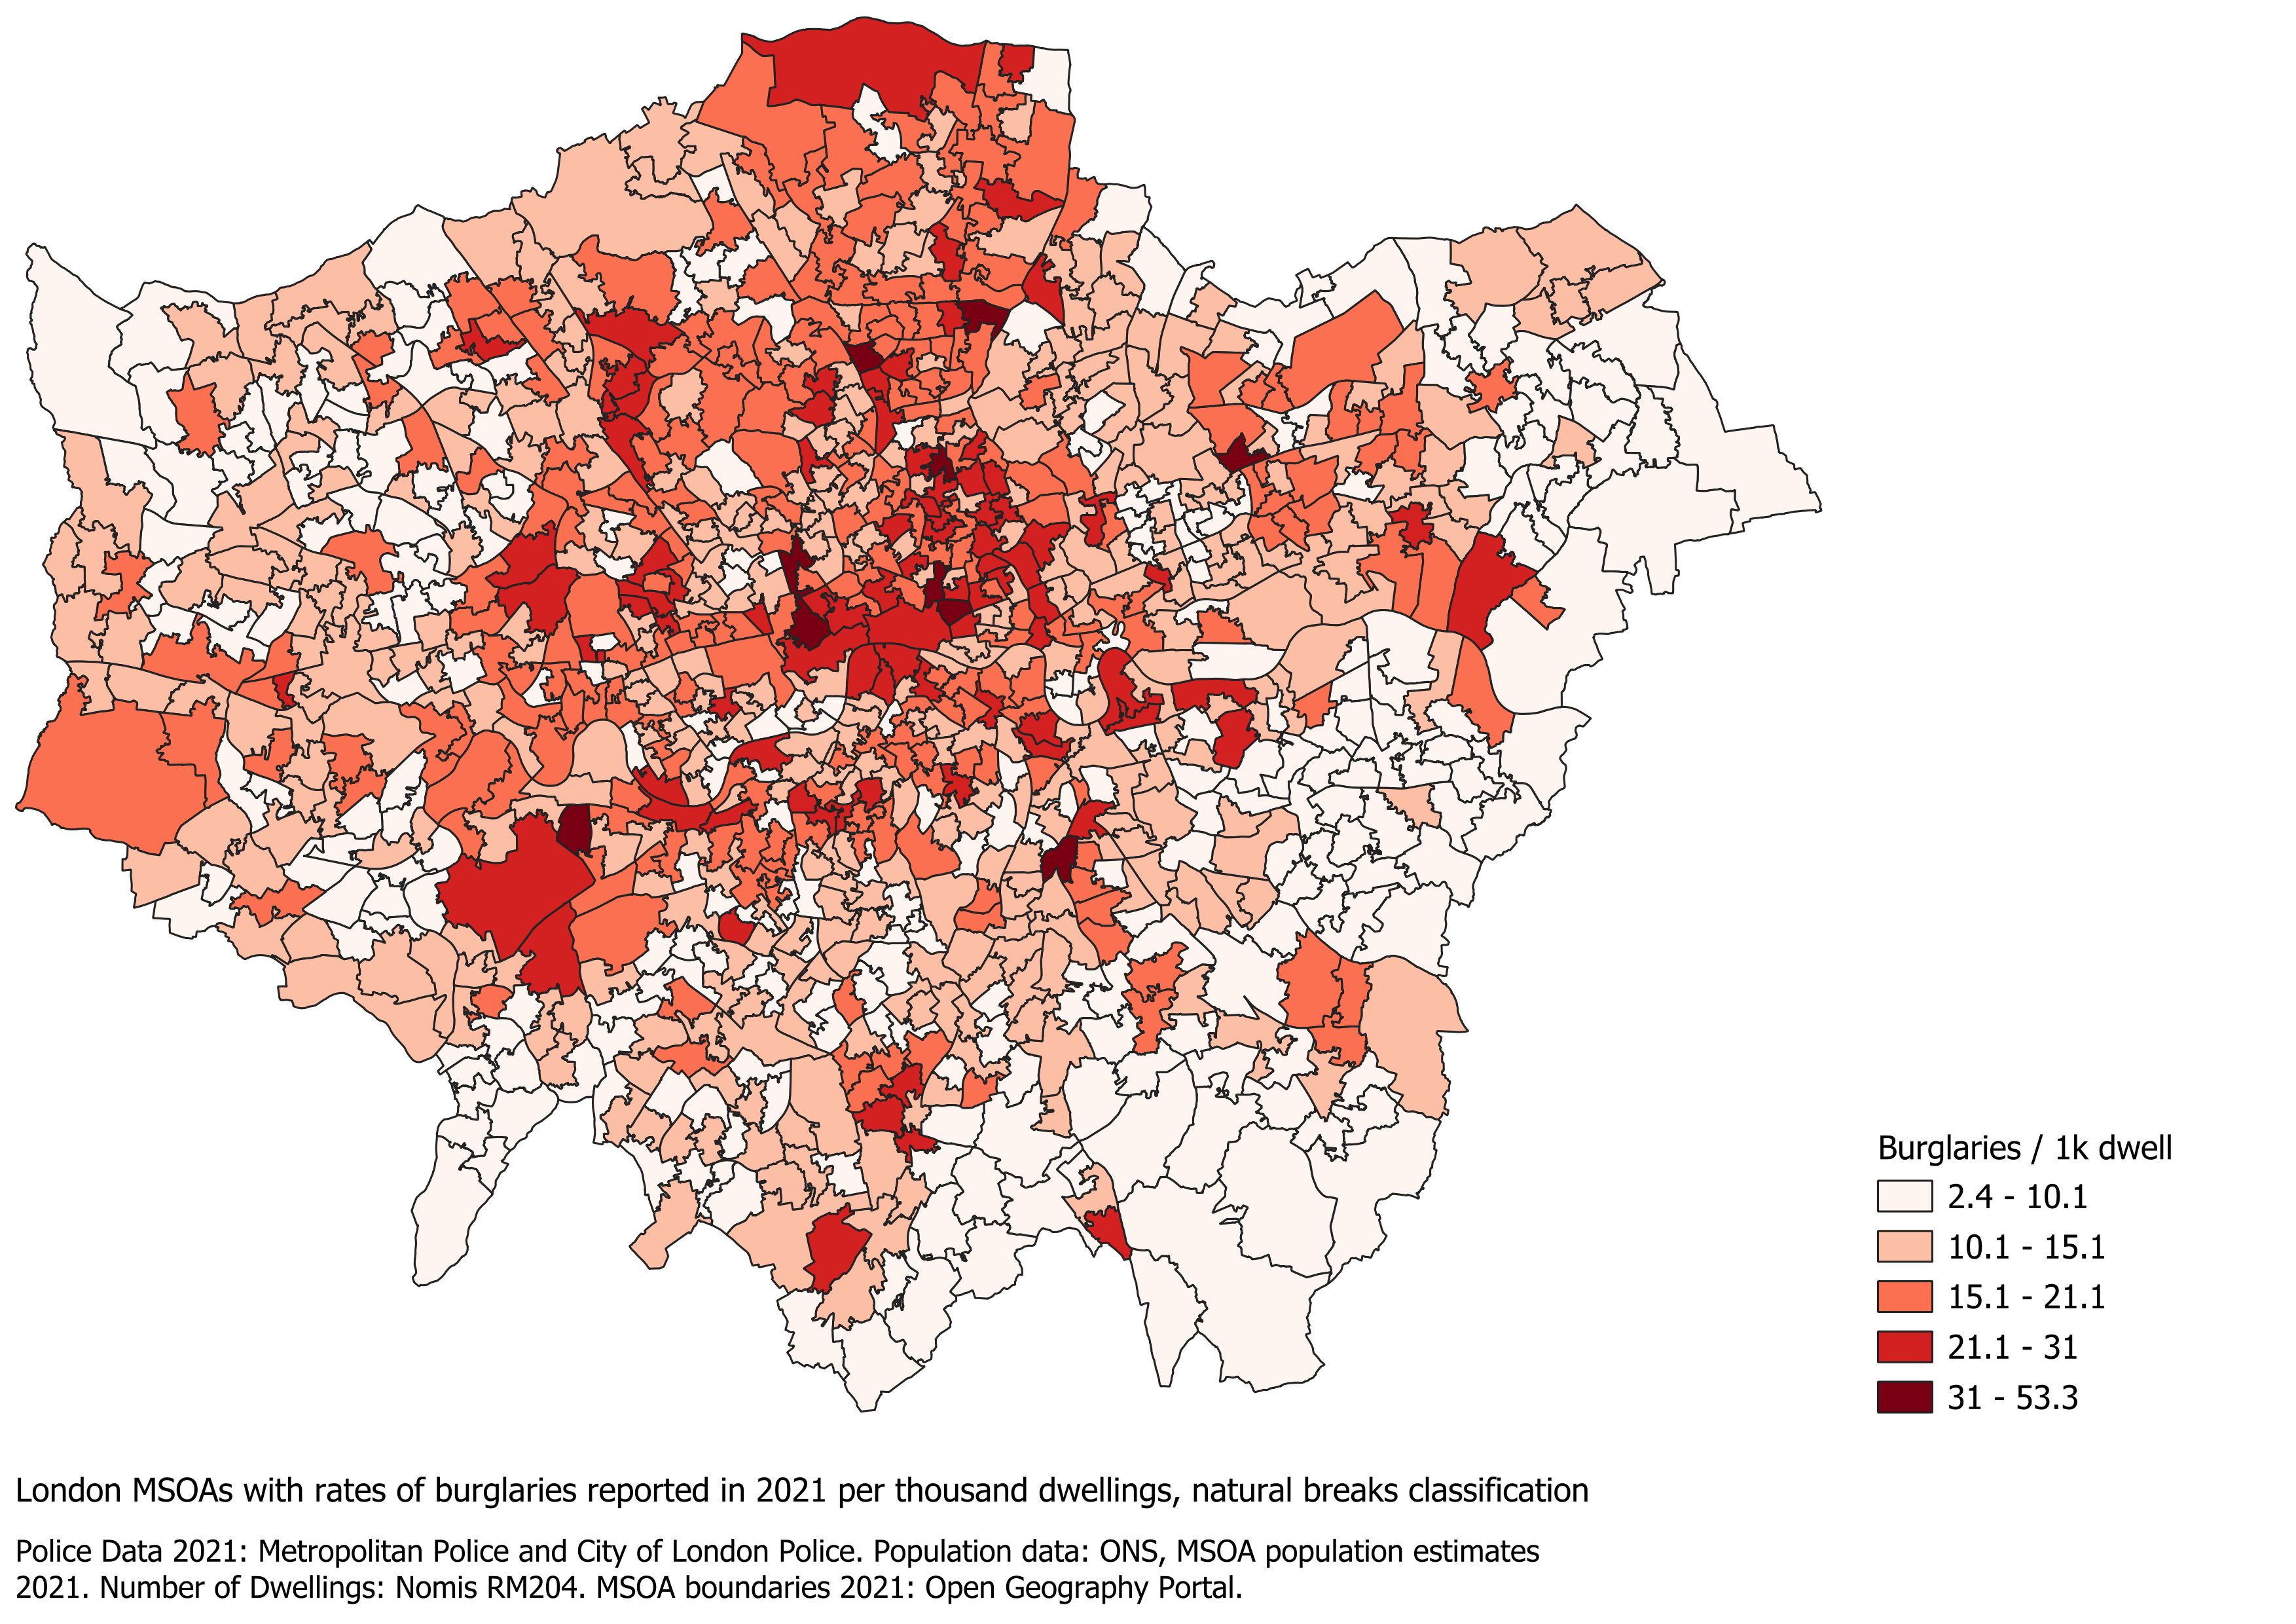 Burglaries / 1k dwell
2.4 - 10.1
10.1 - 15.1
15.1 - 21.1
21.1 - 31
31 - 53.3
London MSOAs with rates of burglaries reported in 2021 per thousand dwellings, natural breaks classification
Police Data 2021: Metropolitan Police and City of London Police. Population data: ONS, MSOA population estimates
2021. Number of Dwellings: Nomis RM204. MSOA boundaries 2021: Open Geography Portal.